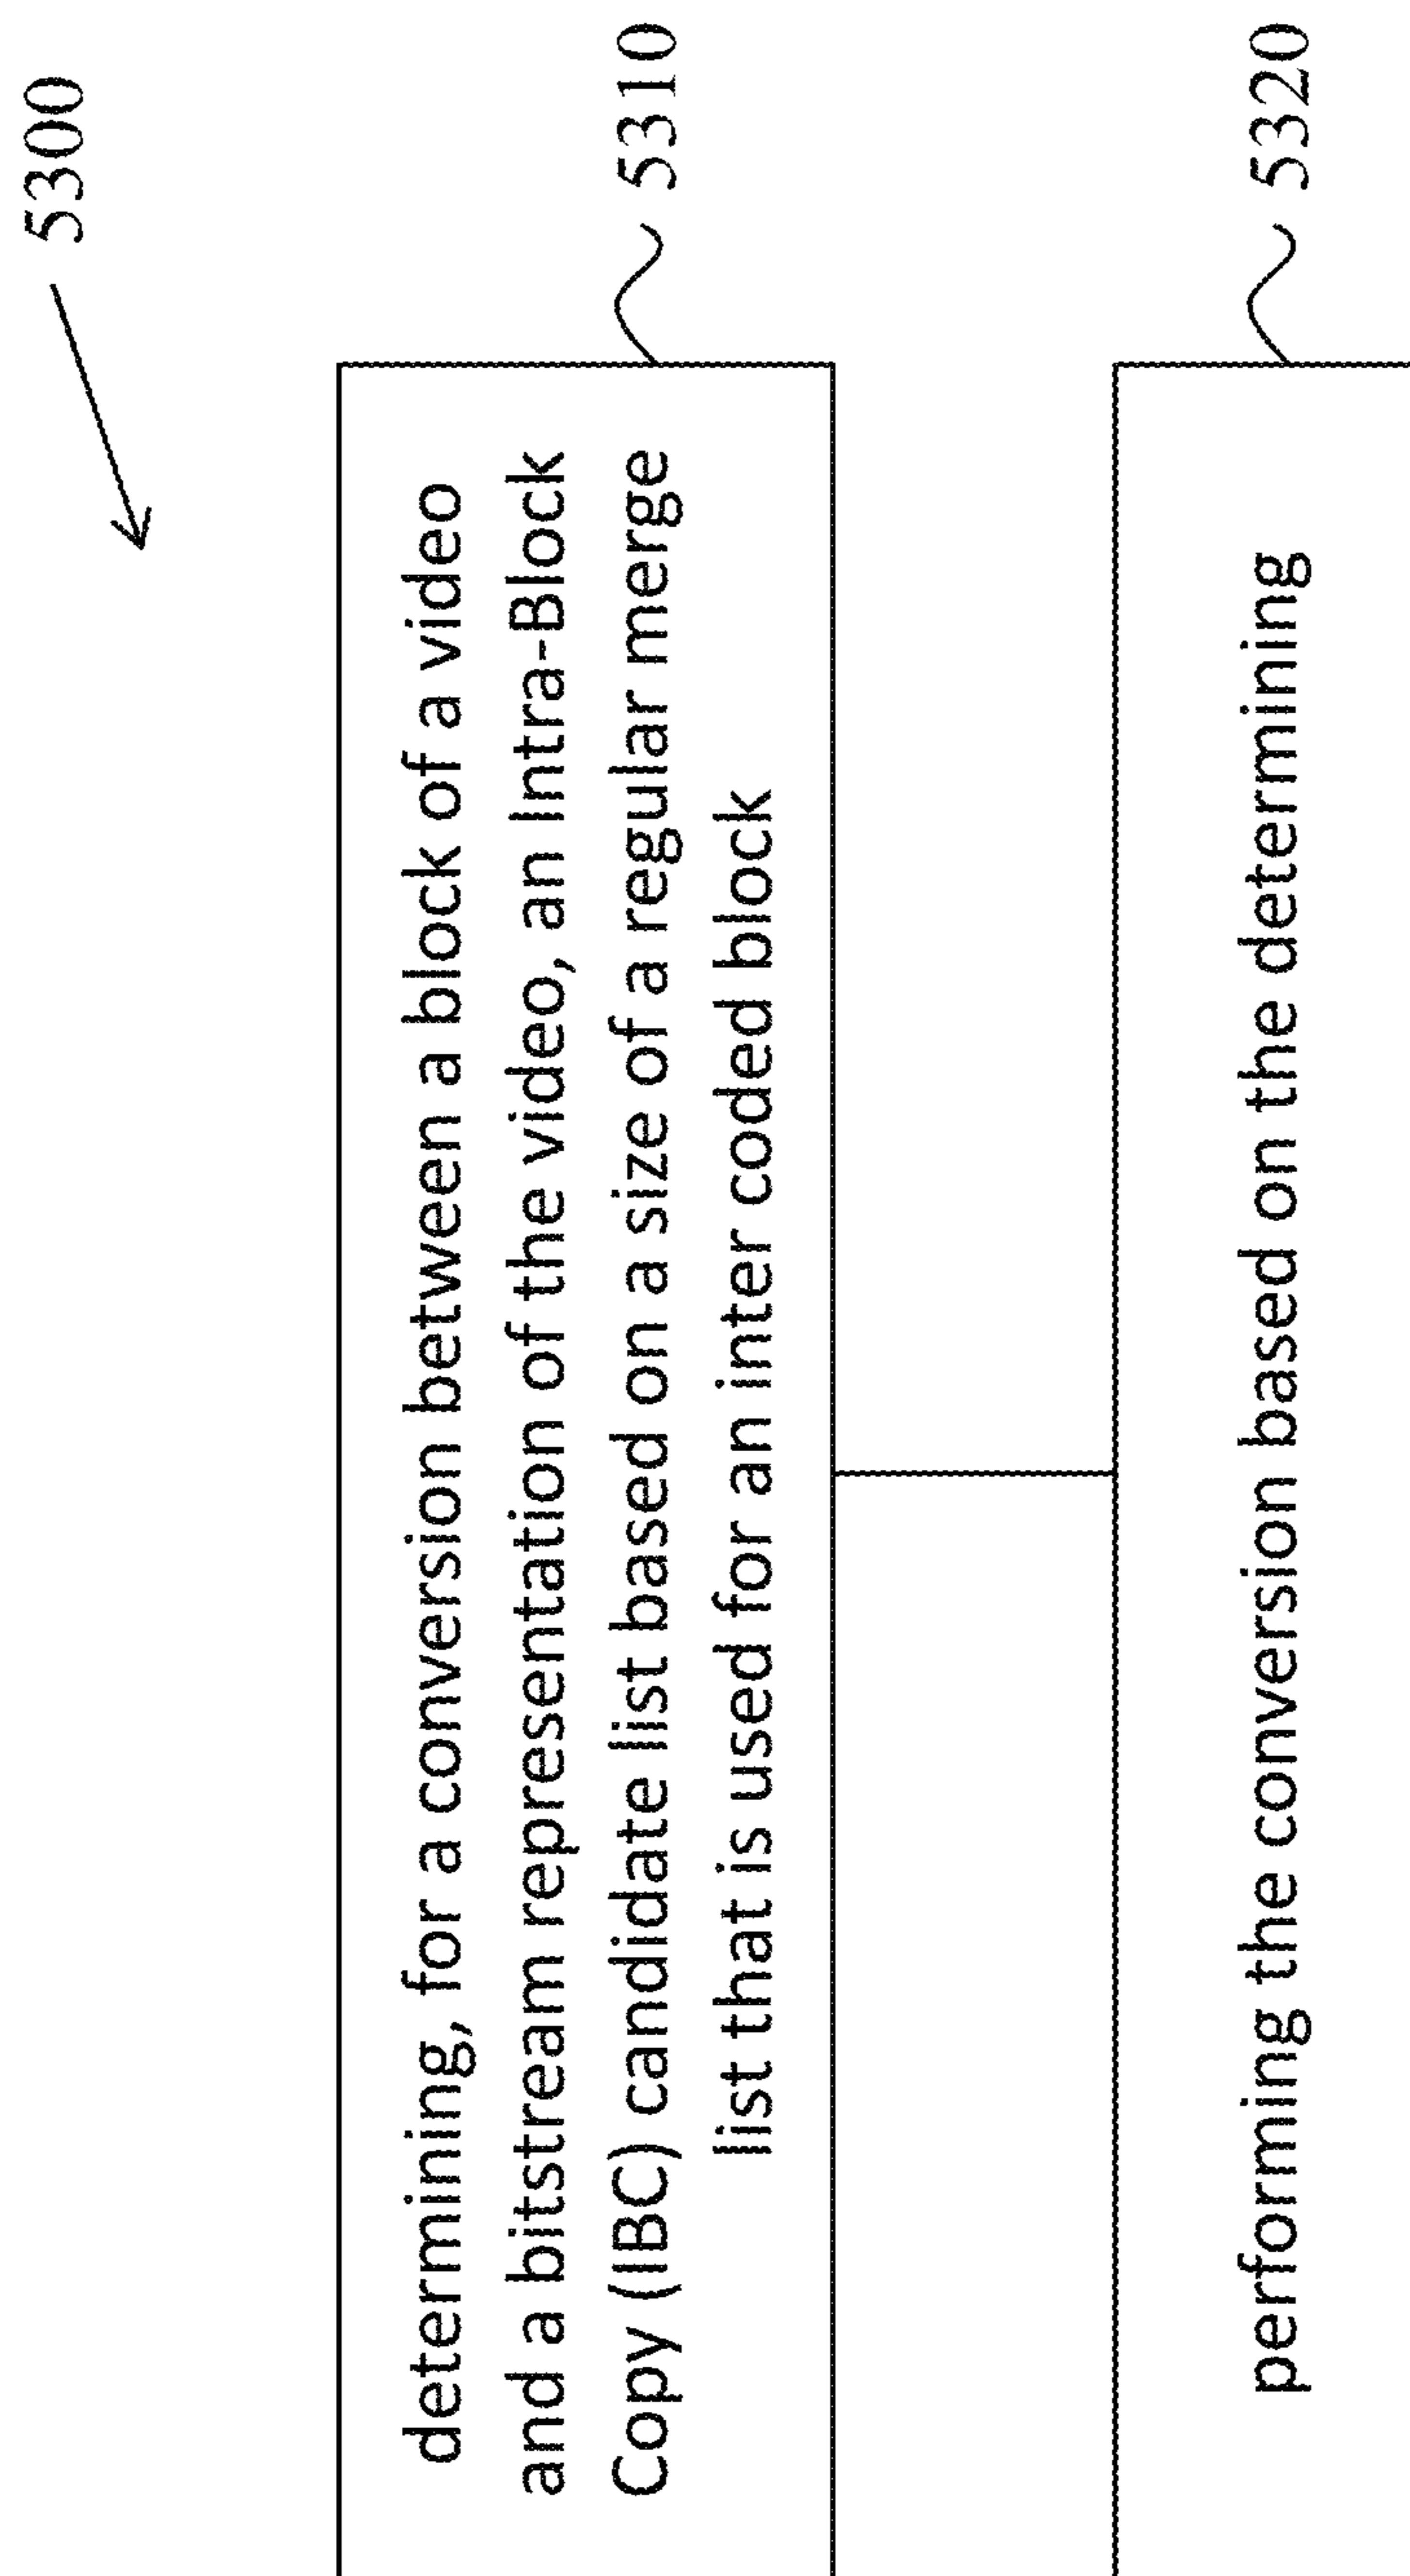 5300
determining, for a conversion between a block of a video
and a bitstream representation of the video, an Intra-Block
Copy (IBC) candidate list based on a size of a regular merge
list that is used for an inter coded block
5310
performing the conversion based on the determining
5320